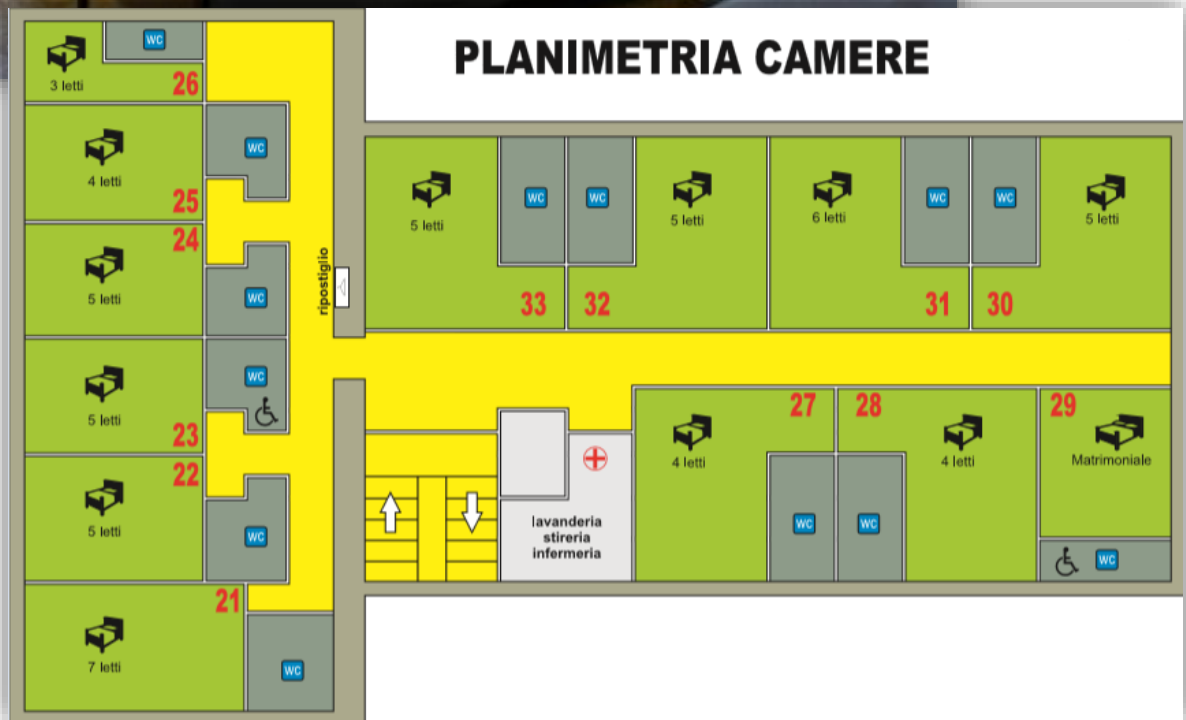 PLANIMETRIA CAMERE
WC
3 letti
26
WC
4 letti
25
24
WC
5 letti
WC
5 letti
23
22
WC
5 letti
21
7 letti
WC
ripostiglio
5 letti
WC
33
WC
5 letti
32
6 letti
WC
31
WC
5 letti
30
27
4 letti
WC
28
4 letti
WC
29
Matrimoniale
WC
lavanderia
stireria
infermeria